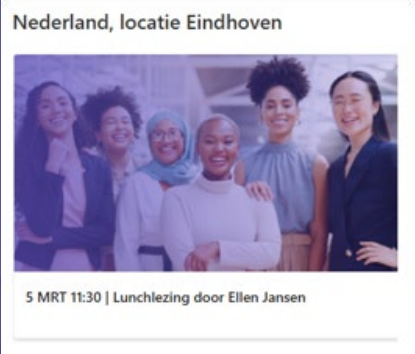 Nederland, locatie Eindhoven
5 MRT 11:30 | Lunchlezing door Ellen Jansen